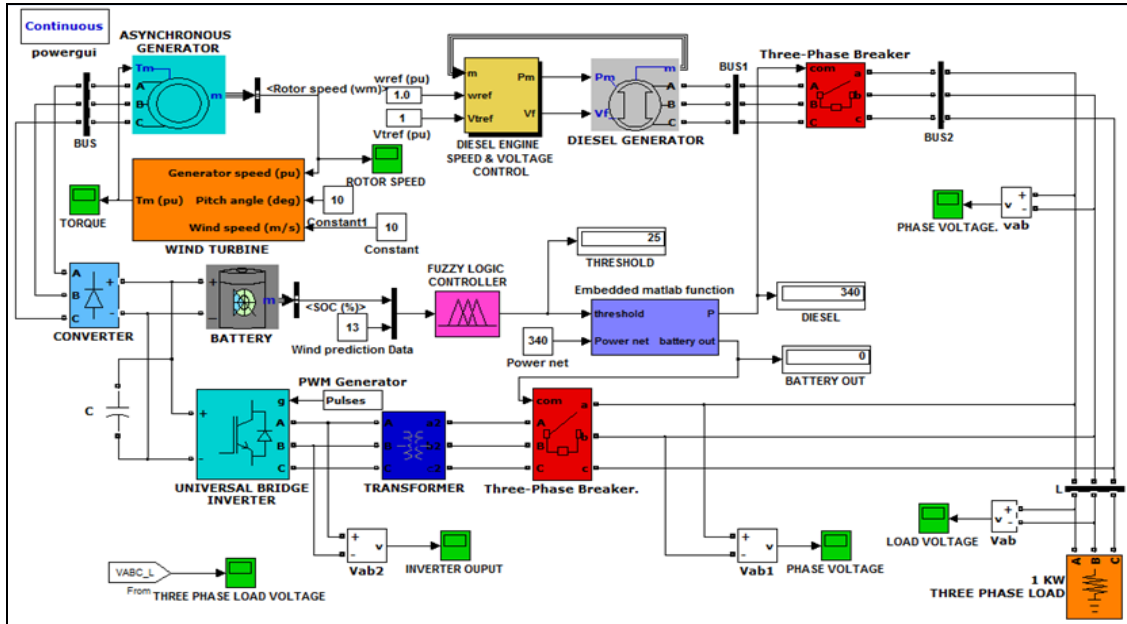 Continuous
powergui
ASYNCHRONOUS
GENERATOR
Tm
A
B
C
m
BUS
<Rotor speed (wm)>
wref (pu)
1.0
1
Vtref (pu)
m
wref
Vtref
Pm
Vf
DIESEL ENGINE
SPEED & VOLTAGE
CONTROL
Pm
Vf
m
A
B
C
DIESEL GENERATOR
BUS1
Three-Phase Breaker
com
A
B
C
a
b
c
BUS2
ROTOR SPEED
Generator speed (pu)
Tm (pu)
Pitch angle (deg)
Wind speed (m/s)
WIND TURBINE
TORQUE
10
Constant1
10
Constant
PHASE VOLTAGE.
v
+
-
vab
25
THRESHOLD
A
B
C
+
-
CONVERTER
+
-
m
BATTERY
<SOC (%)>
13
Wind prediction Data
FUZZY LOGIC
CONTROLLER
Embedded matlab function
threshold
P
Power net
battery out
340
Power net
340
DIESEL
0
BATTERY OUT
C
PWM Generator
Pulses
g
+
-
A
B
C
UNIVERSAL BRIDGE
INVERTER
A
B
C
a2
b2
c2
TRANSFORMER
com
A
B
C
a
b
c
Three-Phase Breaker.
L
LOAD VOLTAGE
v
+
-
Vab
+
-
v
Vab2
INVERTER OUPUT
+
-
v
Vab1
PHASE VOLTAGE
A
B
C
1 KW
THREE PHASE LOAD
VABC_L
From
THREE PHASE LOAD VOLTAGE